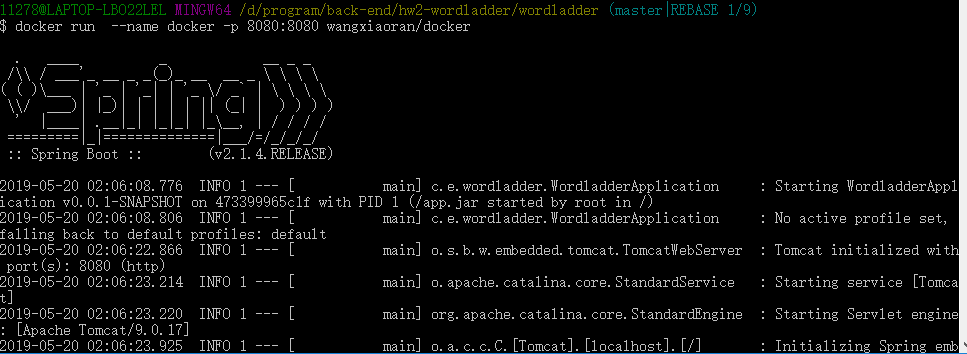 11278@LAPTOP-LBO22LEL MINGW64 /d/program/back-end/hw2-wordladder/wordladder (master|REBASE 1/9)
$ docker run  --name docker -p 8080:8080 wangxiaoran/docker
  .   ____          _            __ _ _
 /\\ / ___'_ __ _ _(_)_ __  __ _ \ \ \ \
( ( )\___ | '_ | '_| | '_ \/ _` | \ \ \ \
 \\/  ___)| |_)| | | | | || (_| |  ) ) ) )
  '  |____| .__|_| |_|_| |_\__, | / / / /
 =========|_|==============|___/=/_/_/_/
 :: Spring Boot ::        (v2.1.4.RELEASE)
2019-05-20 02:06:08.776  INFO 1 --- [           main] c.e.wordladder.WordladderApplication     : Starting WordladderAppl
ication v0.0.1-SNAPSHOT on 473399965c1f with PID 1 (/app.jar started by root in /)
2019-05-20 02:06:08.806  INFO 1 --- [           main] c.e.wordladder.WordladderApplication     : No active profile set,
falling back to default profiles: default
2019-05-20 02:06:22.866  INFO 1 --- [           main] o.s.b.w.embedded.tomcat.TomcatWebServer  : Tomcat initialized with
 port(s): 8080 (http)
2019-05-20 02:06:23.214  INFO 1 --- [           main] o.apache.catalina.core.StandardService   : Starting service [Tomca
t]
2019-05-20 02:06:23.220  INFO 1 --- [           main] org.apache.catalina.core.StandardEngine  : Starting Servlet engine
: [Apache Tomcat/9.0.17]
2019-05-20 02:06:23.925  INFO 1 --- [           main] o.a.c.c.C.[Tomcat].[localhost].[/]       : Initializing Spring emb